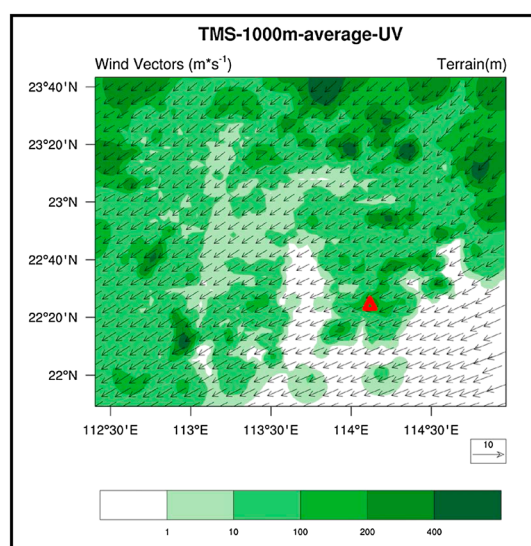 TMS-1000m-average-UV
Wind Vectors (m*s⁻¹) Terrain(m)
23°40'N
23°20'N
23°N
22°40'N
22°20'N
22°N
112°30'E 113°E 113°30'E 114°E 114°30'E
10
1 10 100 200 400